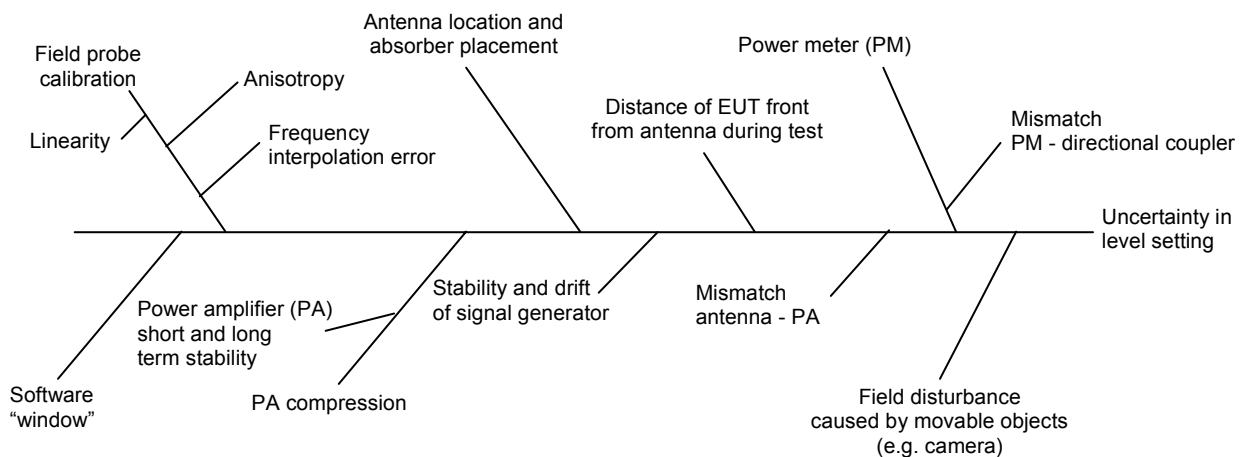 Antenna location and
absorber placement
Power meter (PM)
Field probe
calibration
Anisotropy
Linearity
Frequency
interpolation error
Distance of EUT front
from antenna during test
Mismatch
PM - directional coupler
Uncertainty in
level setting
Software
“window”
Power amplifier (PA)
short and long
term stability
PA compression
Stability and drift
of signal generator
Mismatch
antenna - PA
Field disturbance
caused by movable objects
(e.g. camera)